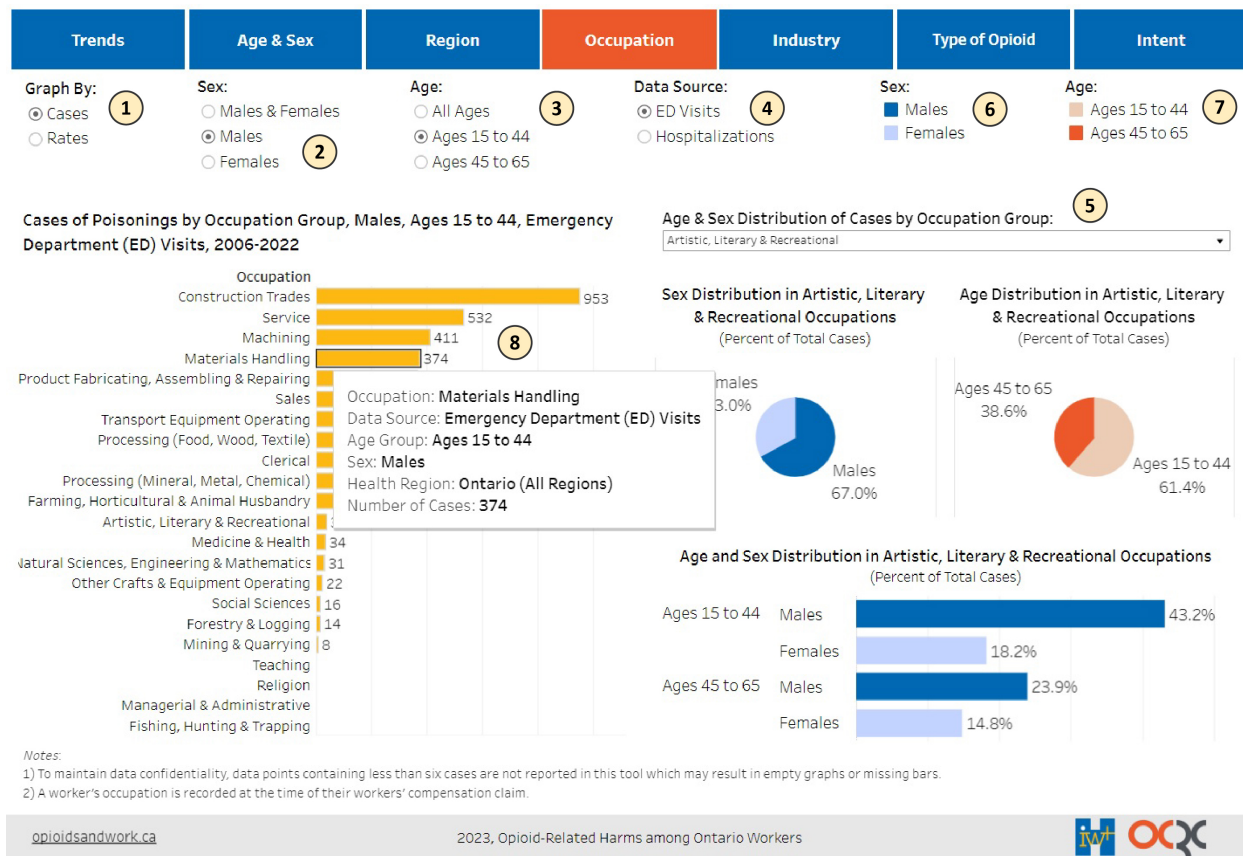 Trends
Age & Sex
Region
Occupation
Industry
Type of Opioid
Intent
Graph By:
Cases
Rates
1
Sex:
Males & Females
Males
Females
2
Age:
All Ages
Ages 15 to 44
Ages 45 to 65
3
Data Source:
ED Visits
Hospitalizations
4
Sex:
Males
Females
6
Age:
Ages 15 to 44
Ages 45 to 65
7
Cases of Poisonings by Occupation Group, Males, Ages 15 to 44, Emergency
Department (ED) Visits, 2006-2022
Occupation
Construction Trades 953
Service 532
Machining 411
Materials Handling 374
8
Product Fabricating, Assembling & Repairing
Sales
Transport Equipment Operating
Processing (Food, Wood, Textile)
Clerical
Processing (Mineral, Metal, Chemical)
Farming, Horticultural & Animal Husbandry
Artistic, Literary & Recreational
Medicine & Health 34
Natural Sciences, Engineering & Mathematics 31
Other Crafts & Equipment Operating 22
Social Sciences 16
Forestry & Logging 14
Mining & Quarrying 8
Teaching
Religion
Managerial & Administrative
Fishing, Hunting & Trapping
Occupation: Materials Handling
Data Source: Emergency Department (ED) Visits
Age Group: Ages 15 to 44
Sex: Males
Health Region: Ontario (All Regions)
Number of Cases: 374
5
Age & Sex Distribution of Cases by Occupation Group:
Artistic, Literary & Recreational
Sex Distribution in Artistic, Literary
& Recreational Occupations
(Percent of Total Cases)
males
3.0%
Males
67.0%
Age Distribution in Artistic, Literary
& Recreational Occupations
(Percent of Total Cases)
Ages 45 to 65
38.6%
Ages 15 to 44
61.4%
Age and Sex Distribution in Artistic, Literary & Recreational Occupations
(Percent of Total Cases)
Ages 15 to 44 Males 43.2%
Females 18.2%
Ages 45 to 65 Males 23.9%
Females 14.8%
Notes:
1) To maintain data confidentiality, data points containing less than six cases are not reported in this tool which may result in empty graphs or missing bars.
2) A worker's occupation is recorded at the time of their workers' compensation claim.
opioidsandwork.ca
2023, Opioid-Related Harms among Ontario Workers
iwh